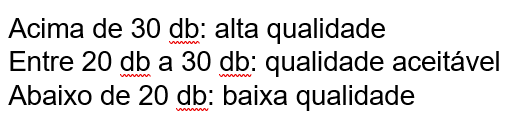 Acima de 30 db: alta qualidade
Entre 20 db a 30 db: qualidade aceitável
Abaixo de 20 db: baixa qualidade